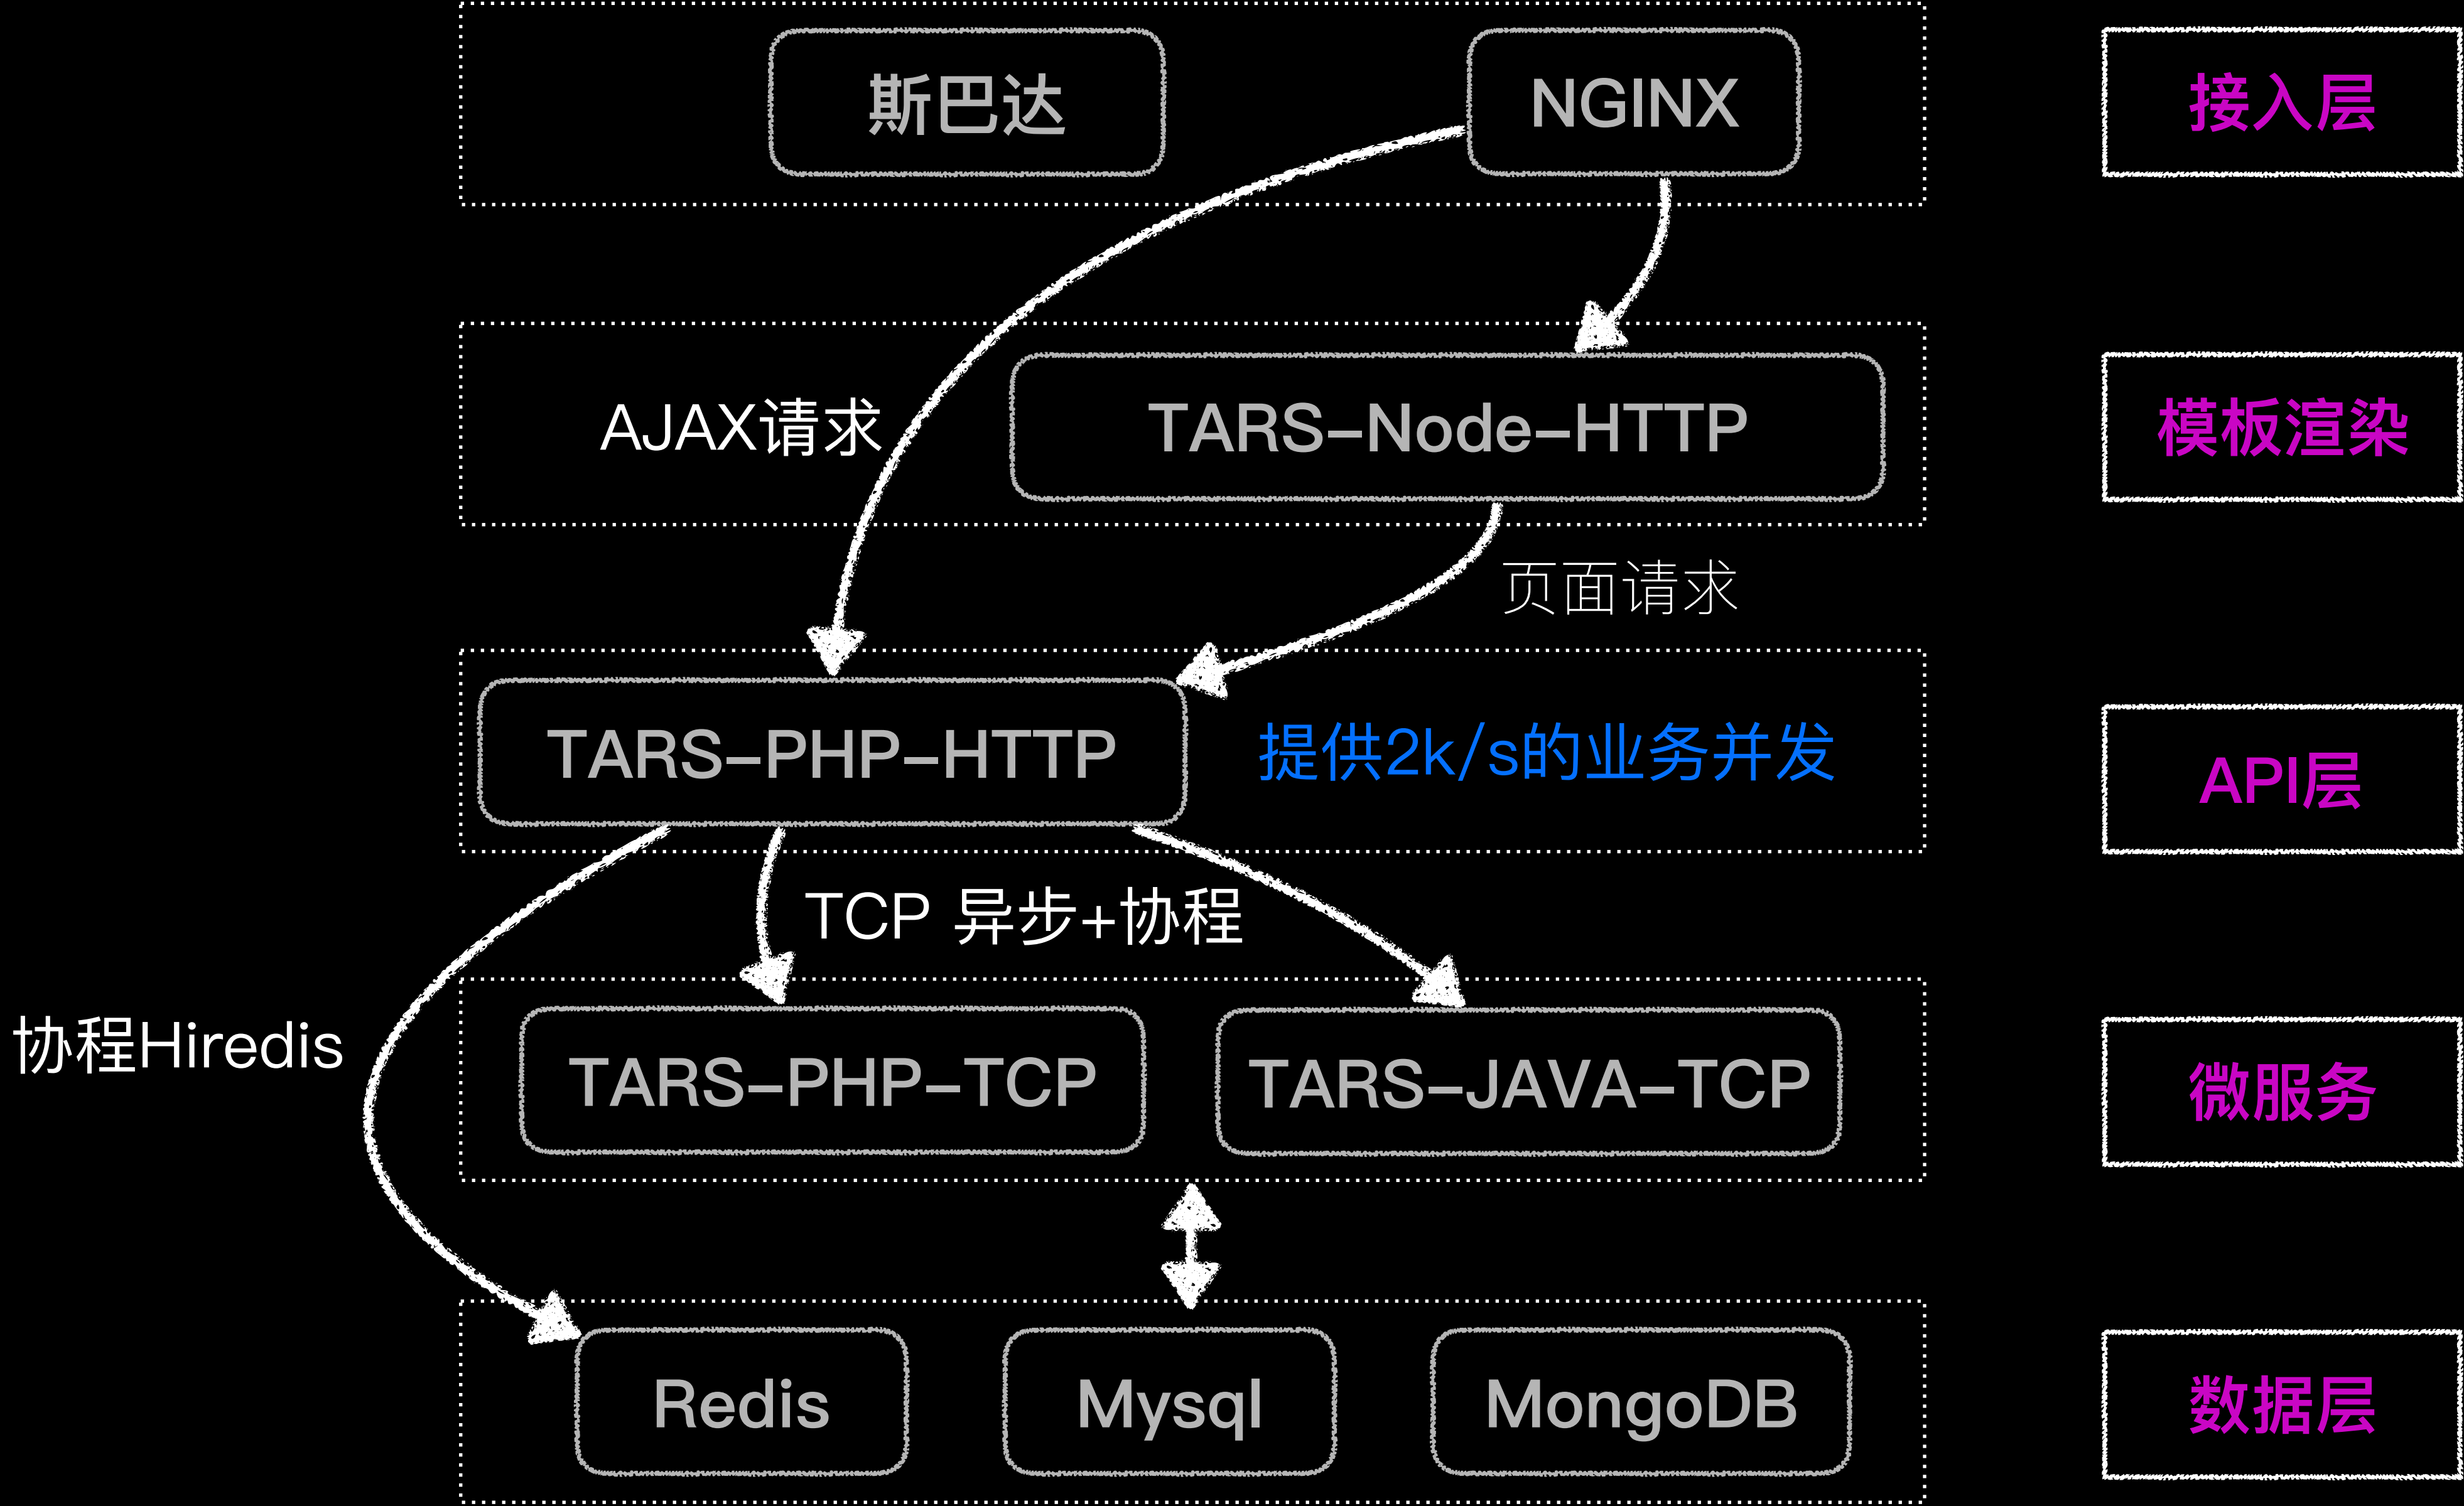 斯巴达
NGINX
接入层
AJAX请求
TARS-Node-HTTP
模板渲染
页面请求
TARS-PHP-HTTP
提供2k/s的业务并发
API层
TCP 异步+协程
协程Hiredis
TARS-PHP-TCP
TARS-JAVA-TCP
微服务
Redis
Mysql
MongoDB
数据层